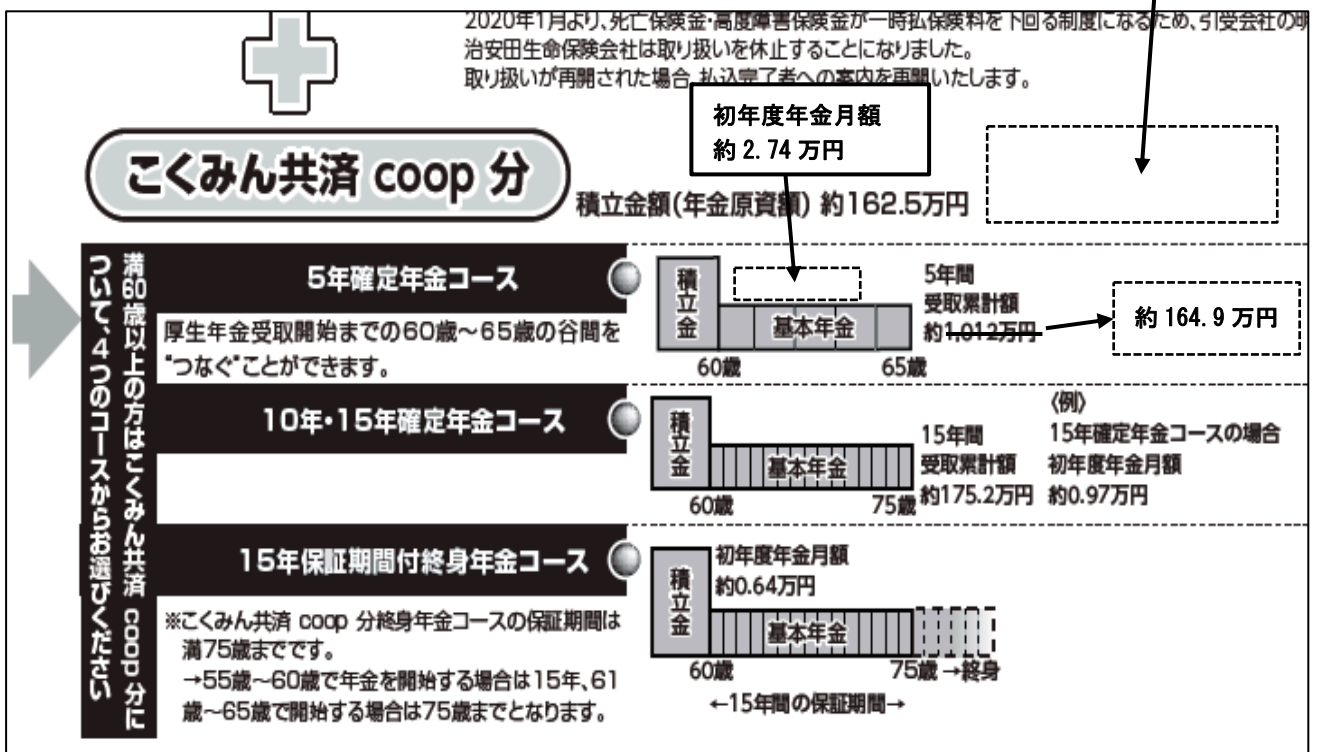 2020年1月より、死亡保険金・高度障害保険金が一時払保険料を下回る制度になるため、引受会社の明
治安田生命保険会社は取り扱いを休止することになりました。
取り扱いが再開された場合、払込完了者への案内を再開いたします。
初年度年金月額
約2.74万円
こくみん共済 coop 分
積立金額(年金原資額) 約162.5万円
満60歳以上の方はこくみん共済 coop 分に
ついて、4つのコースからお選びください
5年確定年金コース
厚生年金受取開始までの60歳～65歳の谷間を
“つなぐ”ことができます。
積立金
基本年金
60歳
65歳
5年間
受取累計額
約1,012万円
約164.9万円
10年・15年確定年金コース
積立金
基本年金
60歳
75歳
15年間
受取累計額
約175.2万円
〈例〉
15年確定年金コースの場合
初年度年金月額
約0.97万円
15年保証期間付終身年金コース
※こくみん共済 coop 分終身年金コースの保証期間は
満75歳までです。
→55歳～60歳で年金を開始する場合は15年、61
歳～65歳で開始する場合は75歳までとなります。
積立金
初年度年金月額
約0.64万円
基本年金
60歳
75歳 →終身
←15年間の保証期間→